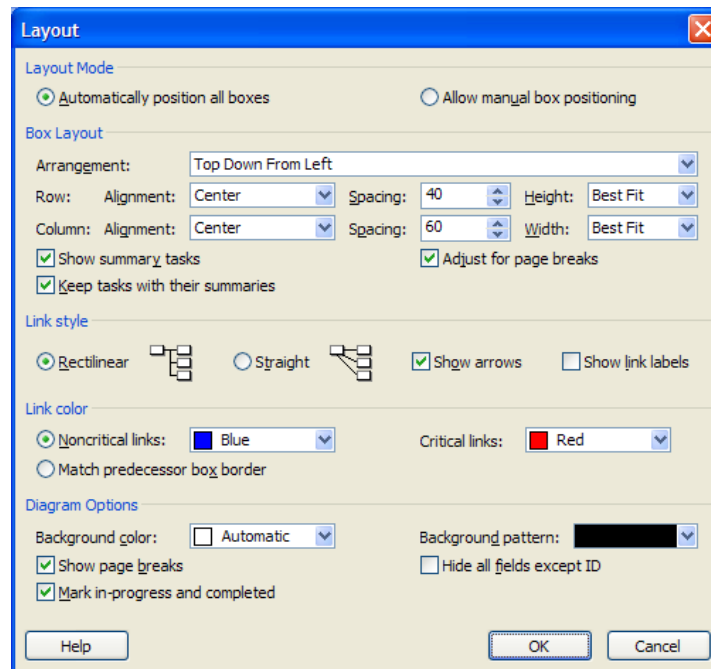 Layout
Layout Mode
Automatically position all boxes Allow manual box positioning
Box Layout
Arrangement: Top Down From Left
Row: Alignment: Center Spacing: 40 Height: Best Fit
Column: Alignment: Center Spacing: 60 Width: Best Fit
Show summary tasks Adjust for page breaks
Keep tasks with their summaries
Link style
Rectilinear Straight Show arrows Show link labels
Link color
Noncritical links: Blue Critical links: Red
Match predecessor box border
Diagram Options
Background color: Automatic Background pattern:
Show page breaks Hide all fields except ID
Mark in-progress and completed
Help OK Cancel